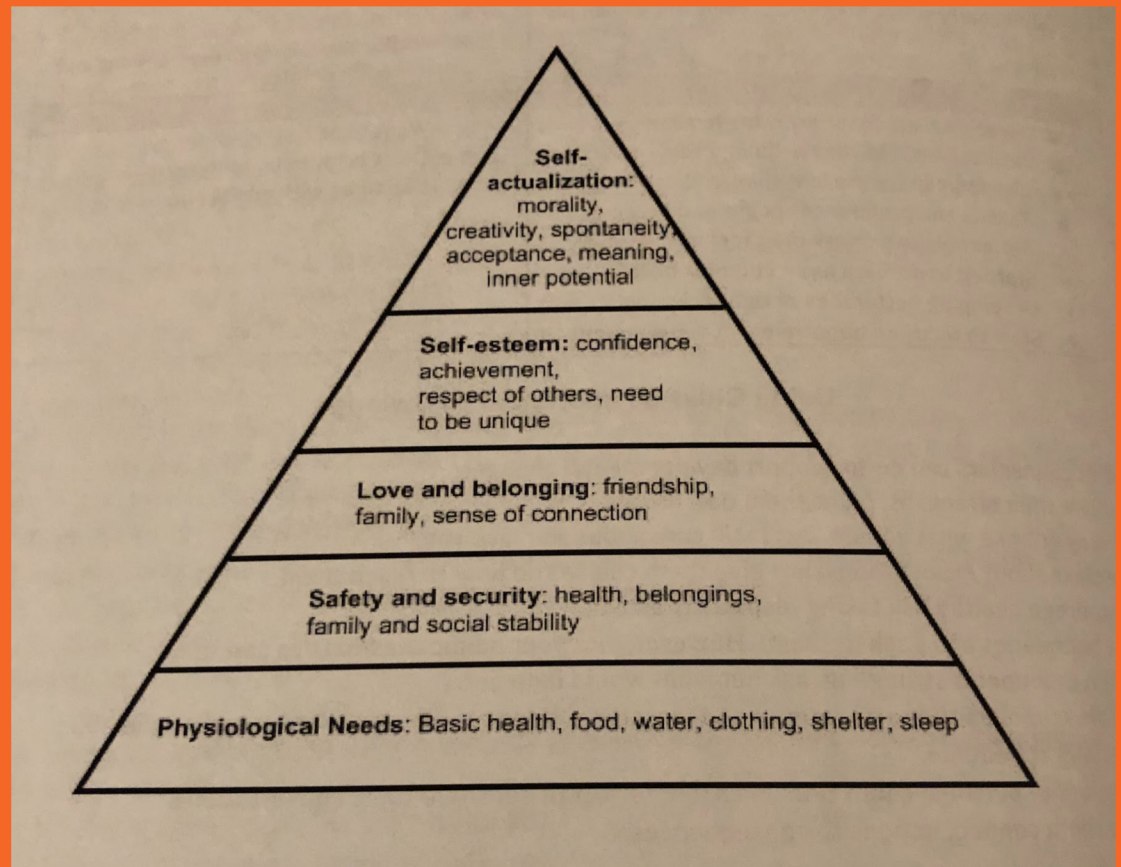 Self-
actualization:
morality,
creativity, spontaneity,
acceptance, meaning,
inner potential
Self-esteem: confidence,
achievement,
respect of others, need
to be unique
Love and belonging: friendship,
family, sense of connection
Safety and security: health, belongings,
family and social stability
Physiological Needs: Basic health, food, water, clothing, shelter, sleep